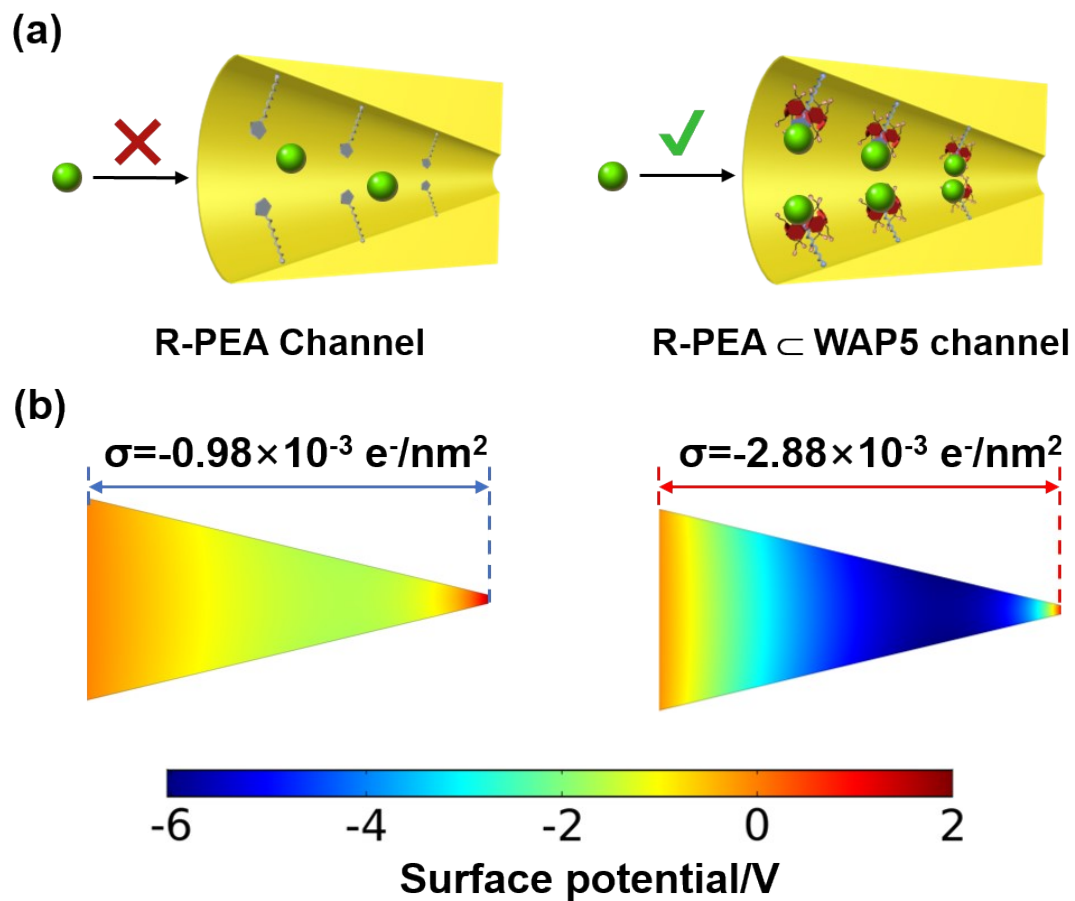 (a)
R-PEA Channel
R-PEA ⊂ WAP5 channel
(b)
σ=-0.98×10⁻³ e⁻/nm²
σ=-2.88×10⁻³ e⁻/nm²
-6 -4 -2 0 2
Surface potential/V